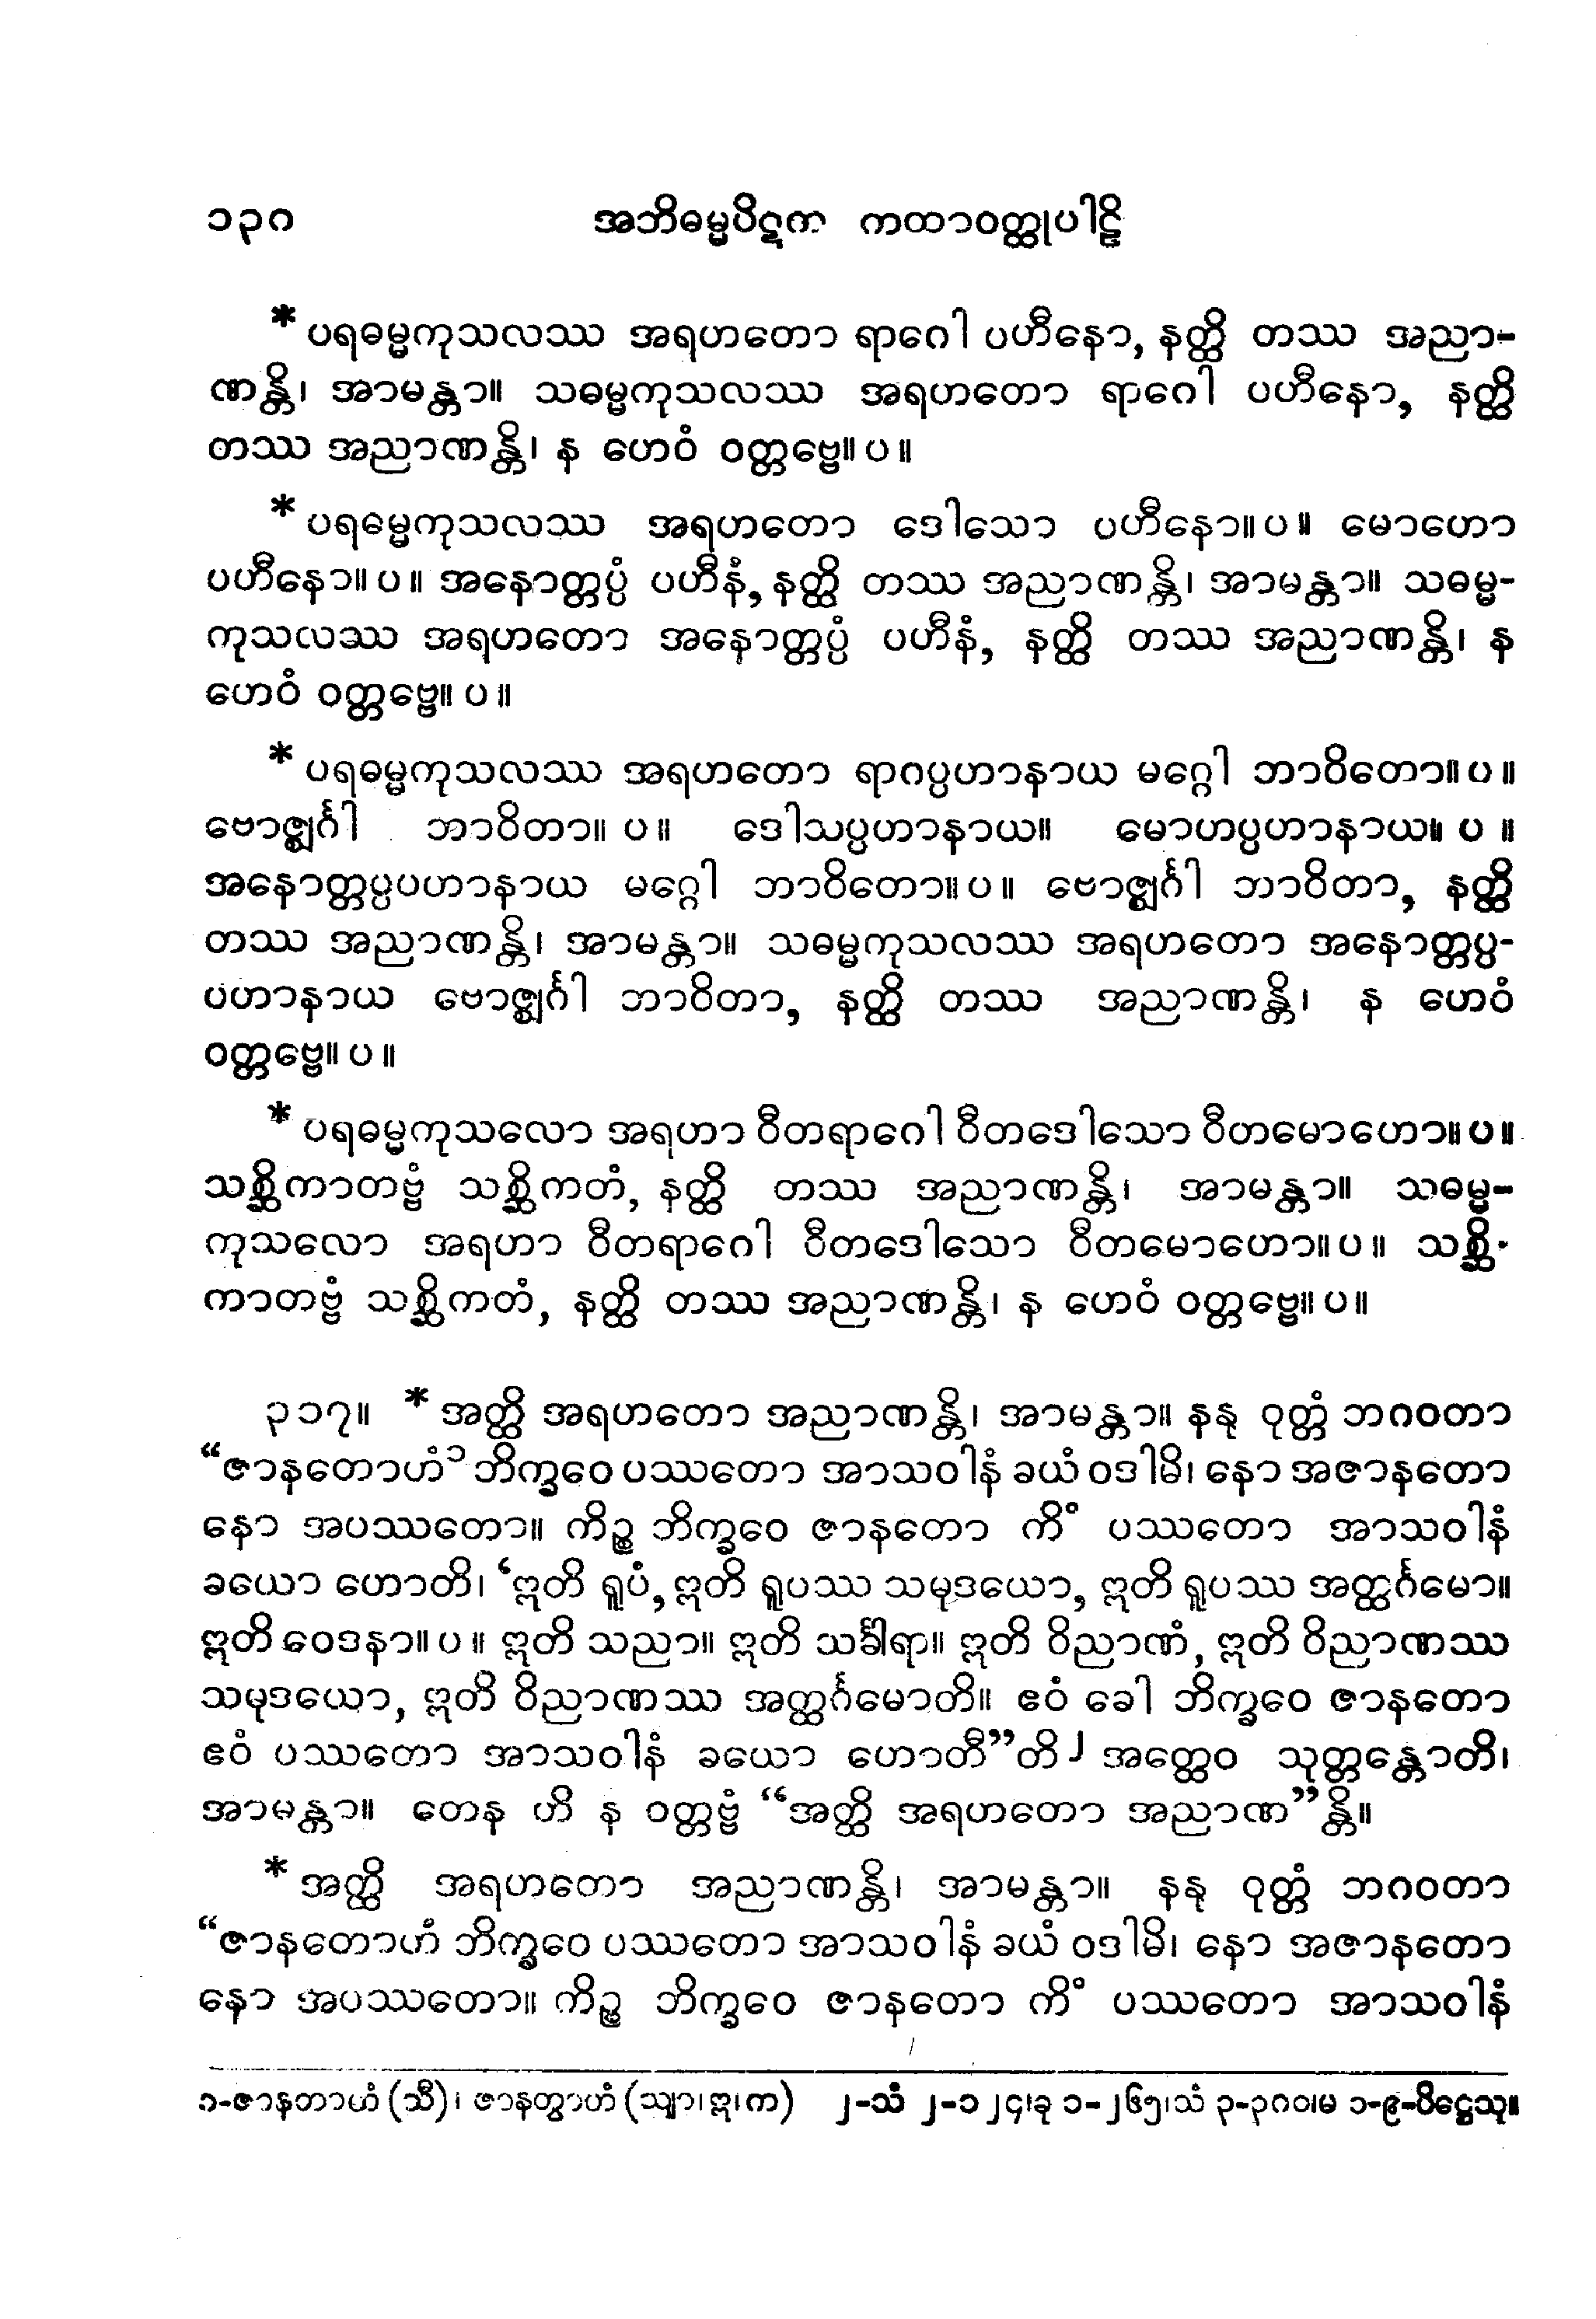 ၁၃၈ အဘိဓမ္မပိဋက ကထာဝတ္ထုပါဠိ
* ပရဓမ္မကုသလဿ အရဟတော ရာဂေါ ပဟီနော, နတ္ထိ တဿ အညာ-
ဏန္တိ၊ အာမန္တာ။ သဓမ္မကုသလဿ အရဟတော ရာဂေါ ပဟီနော, နတ္ထိ
တဿ အညာဏန္တိ၊ န ဟေဝံ ဝတ္တဗ္ဗေ။ ပ ။
* ပရဓမ္မေကုသလဿ အရဟတော ဒေါသော ပဟီနော။ ပ ။ မောဟော
ပဟီနော။ ပ ။ အနောတ္တပ္ပံ ပဟီနံ, နတ္ထိ တဿ အညာဏန္တိ၊ အာမန္တာ။ သဓမ္မ-
ကုသလဿ အရဟတော အနောတ္တပ္ပံ ပဟီနံ, နတ္ထိ တဿ အညာဏန္တိ၊ န
ဟေဝံ ဝတ္တဗ္ဗေ။ ပ ။
* ပရဓမ္မကုသလဿ အရဟတော ရာဂပ္ပဟာနာယ မဂ္ဂေါ ဘာဝိတော။ ပ ။
ဗောဇ္ဈင်္ဂါ ဘာဝိတာ။ ပ ။ ဒေါသပ္ပဟာနာယ။ မောဟပ္ပဟာနာယ။ ပ ။
အနောတ္တပ္ပပဟာနာယ မဂ္ဂေါ ဘာဝိတော။ ပ ။ ဗောဇ္ဈင်္ဂါ ဘာဝိတာ, နတ္ထိ
တဿ အညာဏန္တိ၊ အာမန္တာ။ သဓမ္မကုသလဿ အရဟတော အနောတ္တပ္ပ-
ပဟာနာယ ဗောဇ္ဈင်္ဂါ ဘာဝိတာ, နတ္ထိ တဿ အညာဏန္တိ၊ န ဟေဝံ
ဝတ္တဗ္ဗေ။ ပ ။
* ပရဓမ္မကုသလော အရဟာ ဝီတရာဂေါ ဝီတဒေါသော ဝီတမောဟော။ ပ ။
သစ္ဆိကာတဗ္ဗံ သစ္ဆိကတံ, နတ္ထိ တဿ အညာဏန္တိ၊ အာမန္တာ။ သဓမ္မ-
ကုသလော အရဟာ ဝီတရာဂေါ ဝီတဒေါသော ဝီတမောဟော။ ပ ။ သစ္ဆိ-
ကာတဗ္ဗံ သစ္ဆိကတံ, နတ္ထိ တဿ အညာဏန္တိ၊ န ဟေဝံ ဝတ္တဗ္ဗေ။ ပ ။
၃၁၇။ * အတ္ထိ အရဟတော အညာဏန္တိ၊ အာမန္တာ။ နနု ဝုတ္တံ ဘဂဝတာ
“ဇာနတောဟံ၁ ဘိက္ခဝေ ပဿတော အာသဝါနံ ခယံ ဝဒါမိ၊ နော အဇာနတော
နော အပဿတော။ ကိဉ္စ ဘိက္ခဝေ ဇာနတော ကိံ ပဿတော အာသဝါနံ
ခယော ဟောတိ၊ ‘ဣတိ ရူပံ, ဣတိ ရူပဿ သမုဒယော, ဣတိ ရူပဿ အတ္ထင်္ဂမော။
ဣတိ ဝေဒနာ။ ပ ။ ဣတိ သညာ။ ဣတိ သင်္ခါရာ။ ဣတိ ဝိညာဏံ, ဣတိ ဝိညာဏဿ
သမုဒယော, ဣတိ ဝိညာဏဿ အတ္ထင်္ဂမောတိ။ ဧဝံ ခေါ ဘိက္ခဝေ ဇာနတော
ဧဝံ ပဿတော အာသဝါနံ ခယော ဟောတီ”တိ၂ အတ္ထေဝ သုတ္တန္တောတိ၊
အာမန္တာ။ တေန ဟိ န ဝတ္တဗ္ဗံ “အတ္ထိ အရဟတော အညာဏ”န္တိ။
* အတ္ထိ အရဟတော အညာဏန္တိ၊ အာမန္တာ။ နနု ဝုတ္တံ ဘဂဝတာ
“ဇာနတောဟံ ဘိက္ခဝေ ပဿတော အာသဝါနံ ခယံ ဝဒါမိ၊ နော အဇာနတော
နော အပဿတော။ ကိဉ္စ ဘိက္ခဝေ ဇာနတော ကိံ ပဿတော အာသဝါနံ
၁-ဇာနတာဟံ (သီ)၊ ဇာနတွာဟံ (သျာ၊ ဣ၊ က) ၂-သံ ၂-၁၂၄၊ ခု ၁-၂၆၅၊ သံ ၃-၃၈၀၊ မ ၁-၉-ပိဋ္ဌေသု။